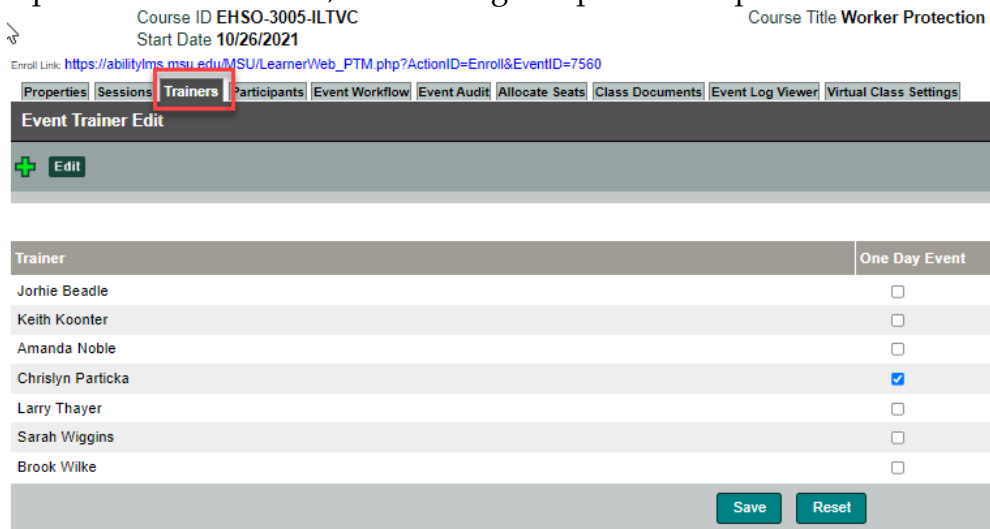 Course ID EHSO-3005-ILTVC Course Title Worker Protection
Start Date 10/26/2021
Enroll Link: https://abilitylms.msu.edu/MSU/LearnerWeb_PTM.php?ActionID=Enroll&EventID=7560
Properties Sessions Trainers Participants Event Workflow Event Audit Allocate Seats Class Documents Event Log Viewer Virtual Class Settings
Event Trainer Edit
Edit
Trainer One Day Event
Jorhie Beadle
Keith Koonter
Amanda Noble
Chrislyn Particka
Larry Thayer
Sarah Wiggins
Brook Wilke
Save Reset